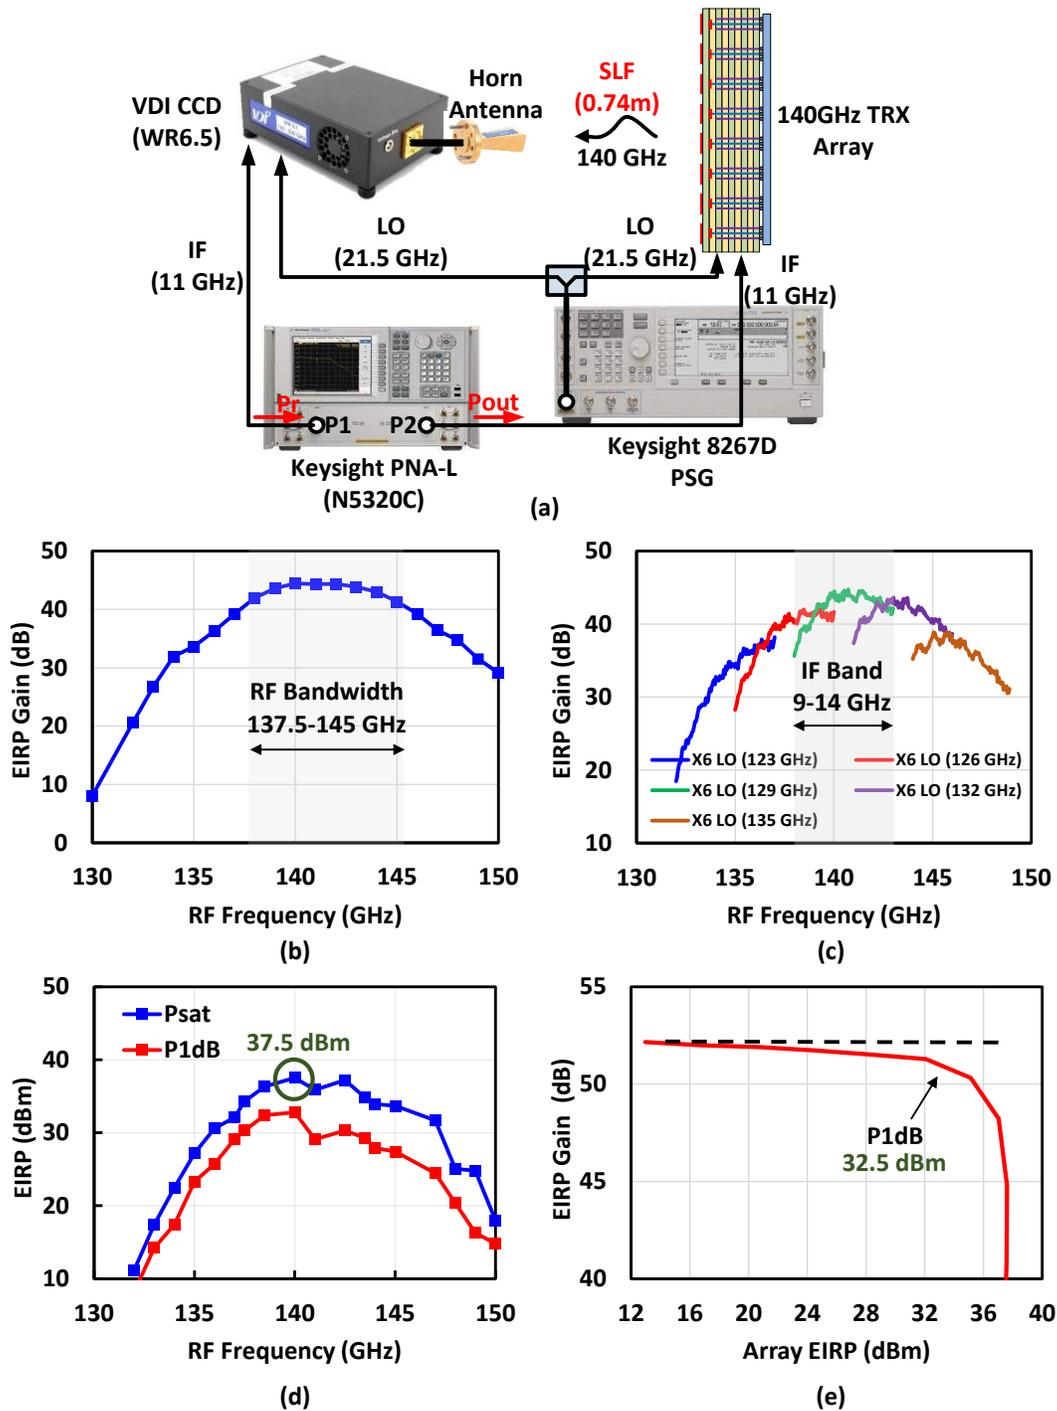 VDI CCD
(WR6.5)
VDi
Horn
Antenna
SLF
(0.74m)
140 GHz
140GHz TRX
Array
IF
(11 GHz)
LO
(21.5 GHz)
LO
(21.5 GHz)
IF
(11 GHz)
Pr
P1
P2
Pout
Keysight PNA-L
(N5320C)
Keysight 8267D
PSG
(a)
50
40
30
20
10
0
EIRP Gain (dB)
RF Bandwidth
137.5-145 GHz
130 135 140 145 150
RF Frequency (GHz)
(b)
50
40
30
20
10
EIRP Gain (dB)
IF Band
9-14 GHz
X6 LO (123 GHz)
X6 LO (126 GHz)
X6 LO (129 GHz)
X6 LO (132 GHz)
X6 LO (135 GHz)
130 135 140 145 150
RF Frequency (GHz)
(c)
50
40
30
20
10
EIRP (dBm)
Psat
P1dB
37.5 dBm
130 135 140 145 150
RF Frequency (GHz)
(d)
55
50
45
40
EIRP Gain (dB)
P1dB
32.5 dBm
12 16 20 24 28 32 36 40
Array EIRP (dBm)
(e)